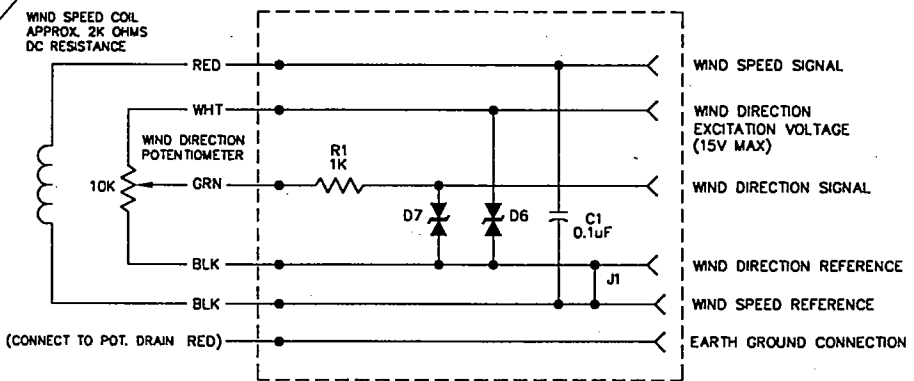 WIND SPEED COIL
APPROX. 2K OHMS
DC RESISTANCE
RED
WIND SPEED SIGNAL
WHT
WIND DIRECTION
EXCITATION VOLTAGE
(15V MAX)
WIND DIRECTION
POTENTIOMETER
R1
1K
10K
GRN
WIND DIRECTION SIGNAL
D7
D6
C1
0.1uF
BLK
WIND DIRECTION REFERENCE
J1
BLK
WIND SPEED REFERENCE
(CONNECT TO POT. DRAIN RED)
EARTH GROUND CONNECTION